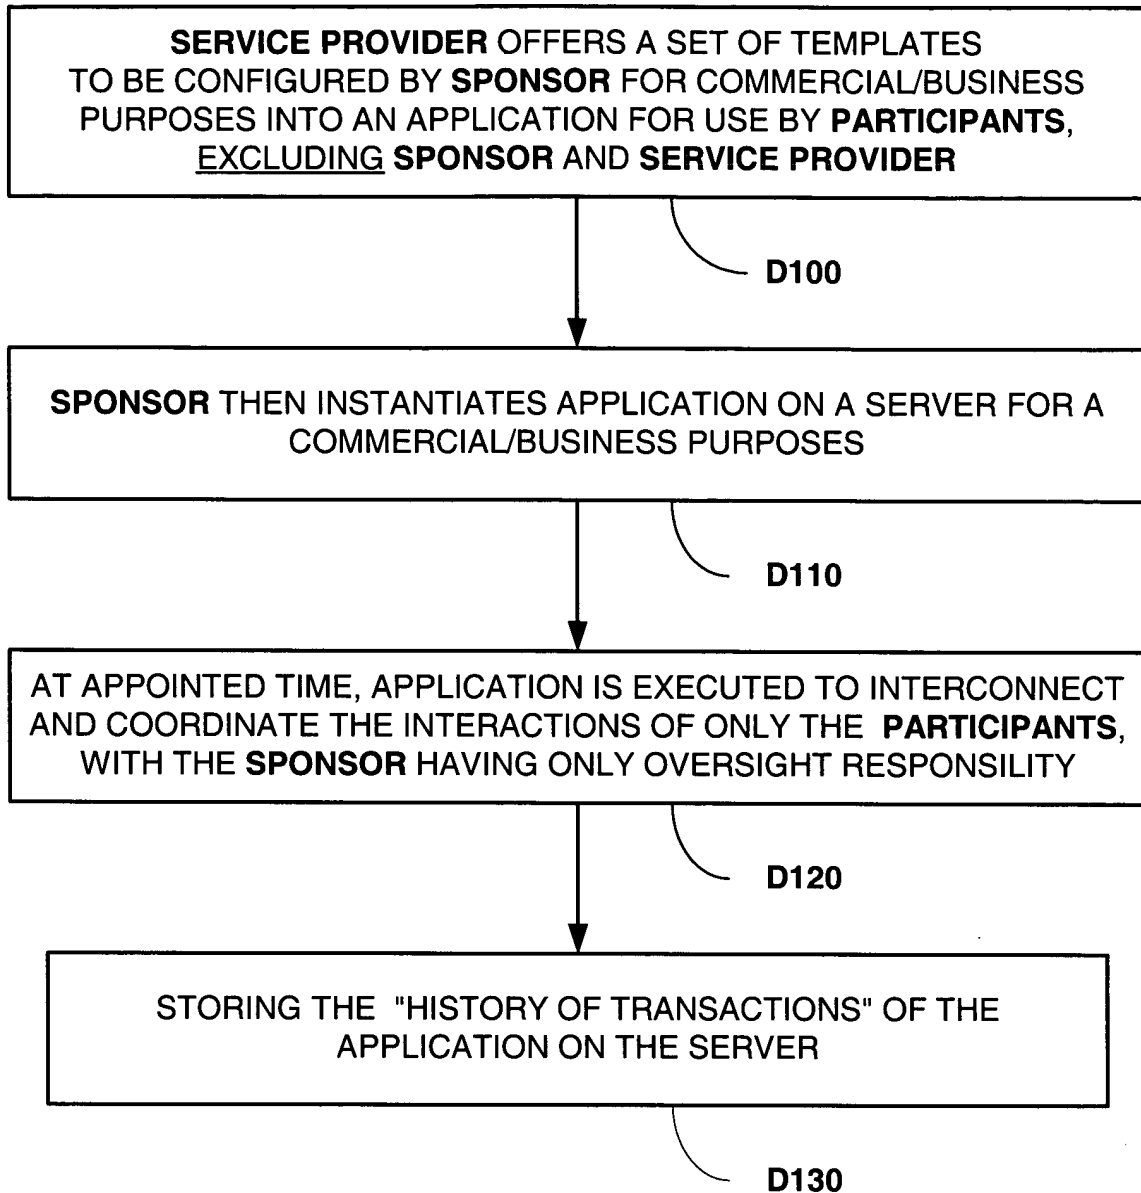 SERVICE PROVIDER OFFERS A SET OF TEMPLATES
TO BE CONFIGURED BY SPONSOR FOR COMMERCIAL/BUSINESS
PURPOSES INTO AN APPLICATION FOR USE BY PARTICIPANTS,
EXCLUDING SPONSOR AND SERVICE PROVIDER
D100
SPONSOR THEN INSTANTIATES APPLICATION ON A SERVER FOR A
COMMERCIAL/BUSINESS PURPOSES
D110
AT APPOINTED TIME, APPLICATION IS EXECUTED TO INTERCONNECT
AND COORDINATE THE INTERACTIONS OF ONLY THE PARTICIPANTS,
WITH THE SPONSOR HAVING ONLY OVERSIGHT RESPONSILITY
D120
STORING THE "HISTORY OF TRANSACTIONS" OF THE
APPLICATION ON THE SERVER
D130